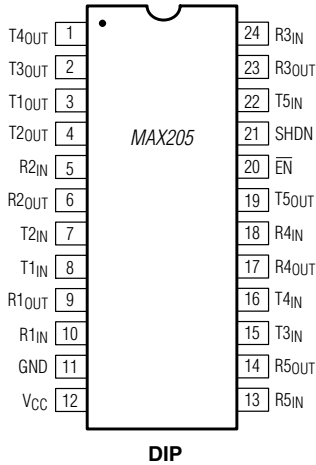 T4OUT 1 24 R3IN
T3OUT 2 23 R3OUT
T1OUT 3 22 T5IN
T2OUT 4 MAX205 21 SHDN
R2IN 5 20 E̅N̅
R2OUT 6 19 T5OUT
T2IN 7 18 R4IN
T1IN 8 17 R4OUT
R1OUT 9 16 T4IN
R1IN 10 15 T3IN
GND 11 14 R5OUT
VCC 12 13 R5IN
DIP